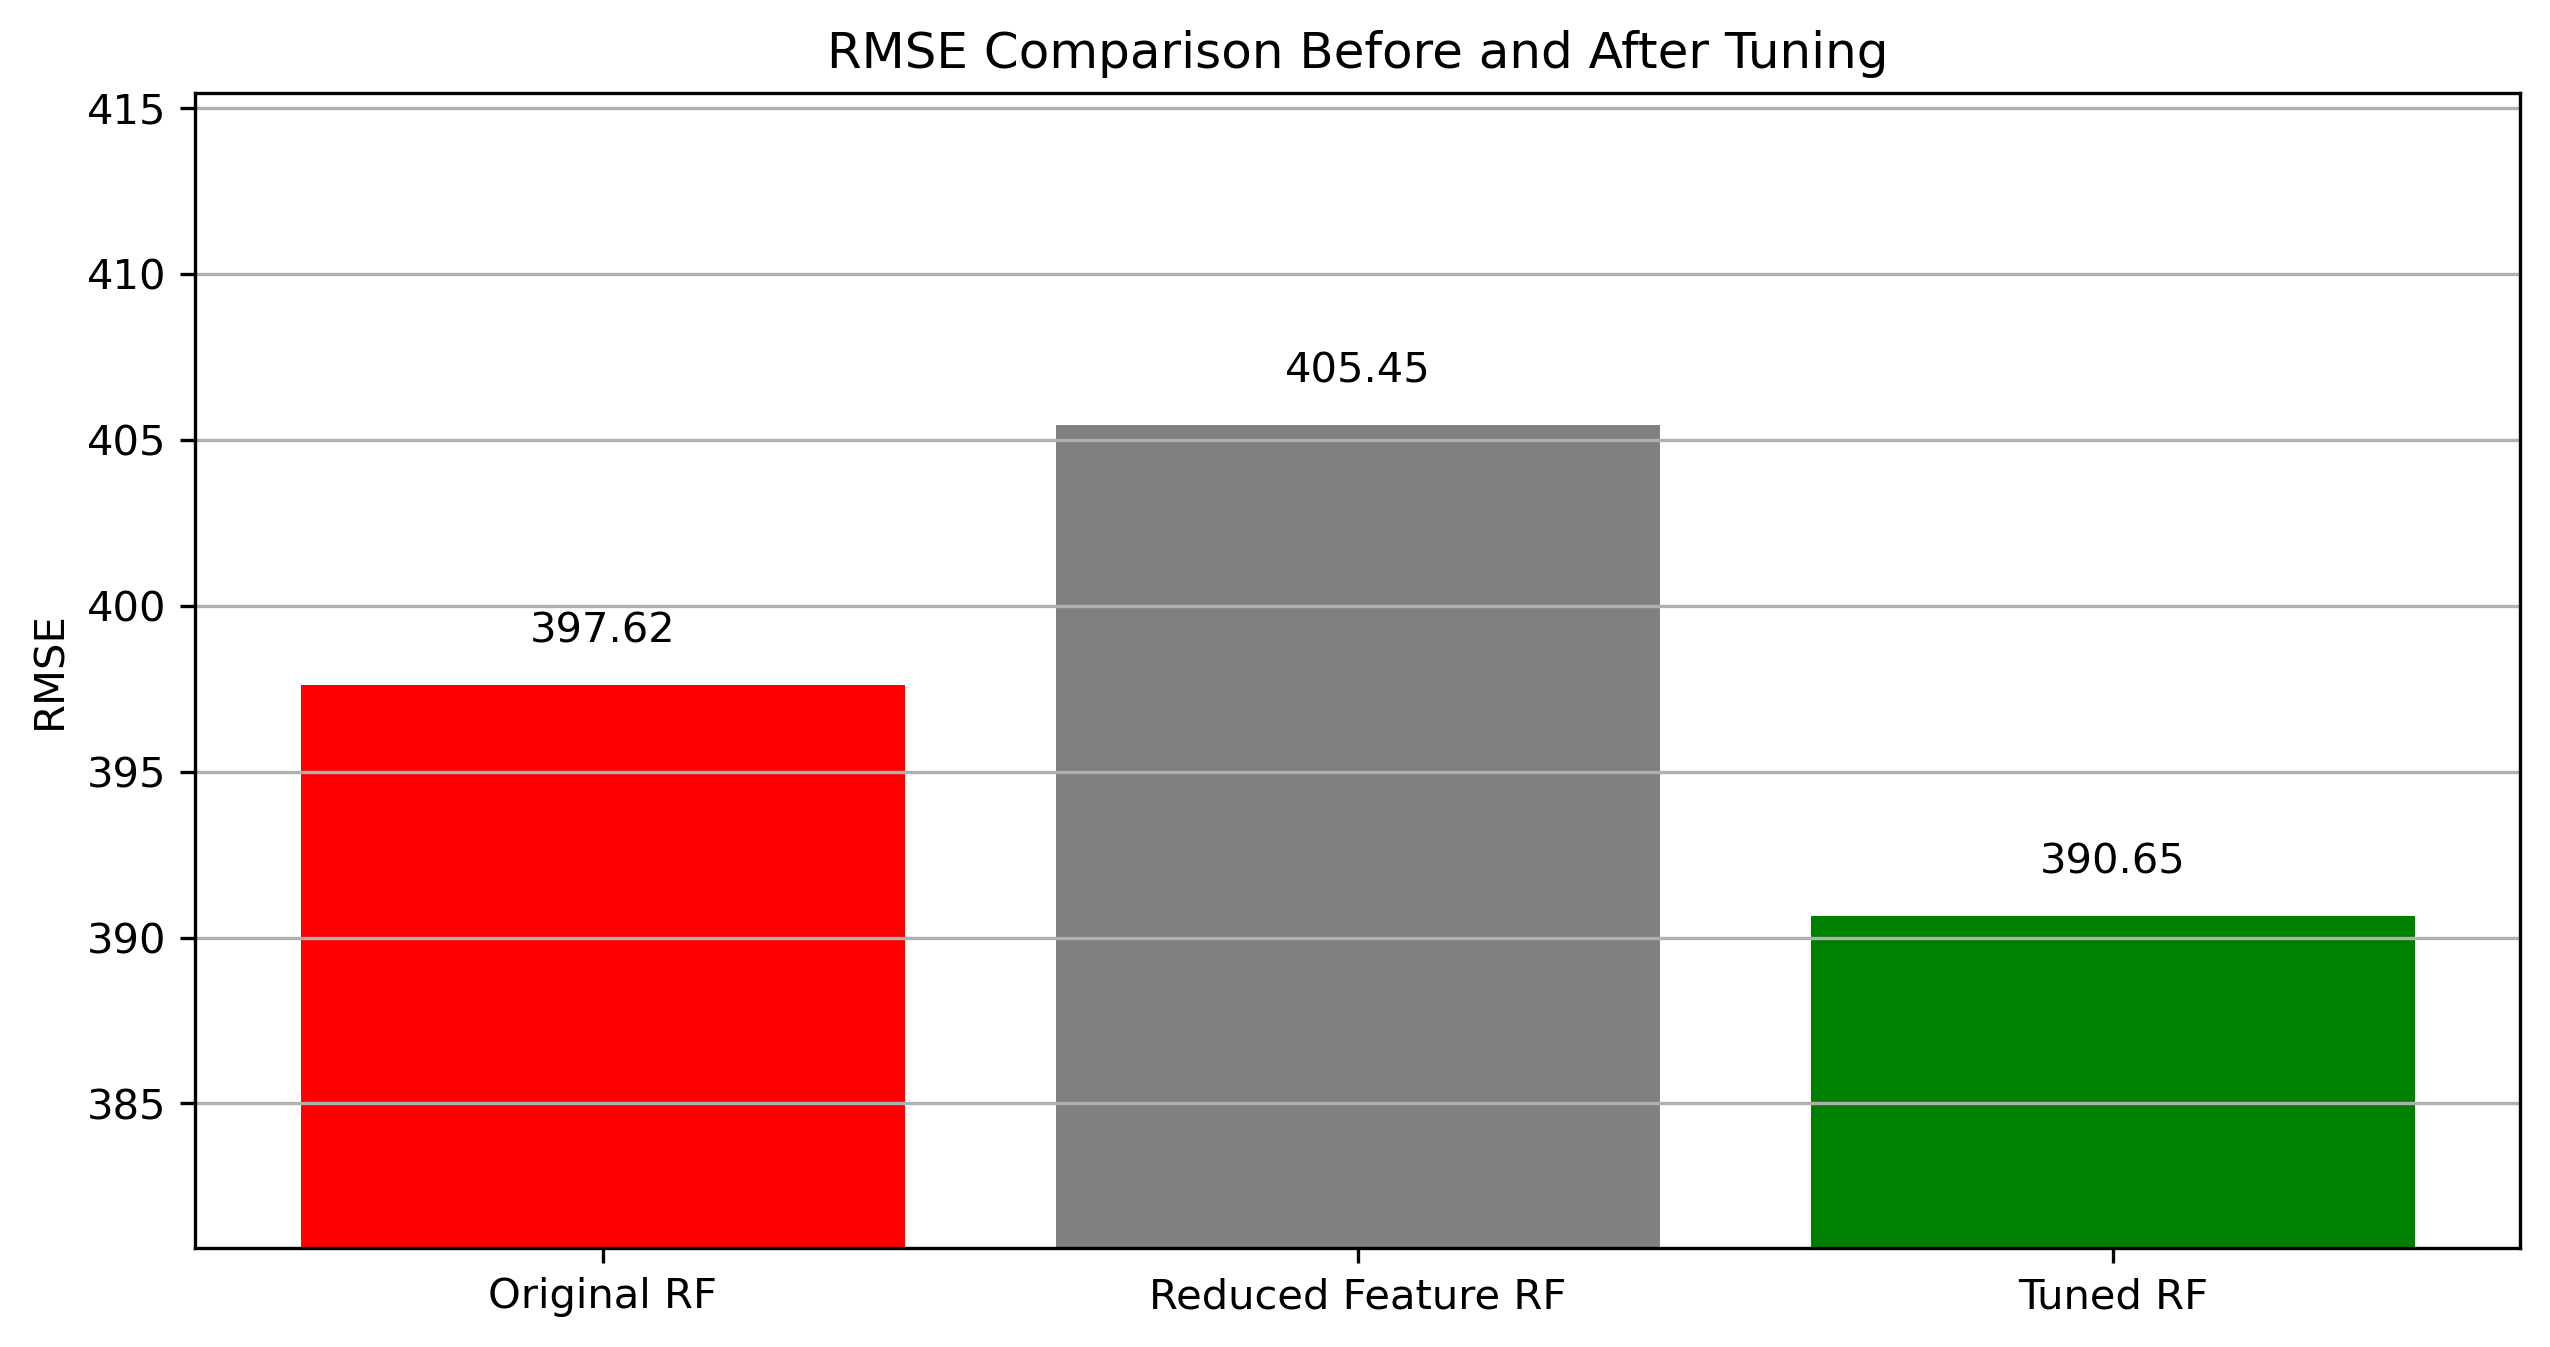 RMSE Comparison Before and After Tuning
415
410
405
400
395
390
385
RMSE
397.62
405.45
390.65
Original RF
Reduced Feature RF
Tuned RF